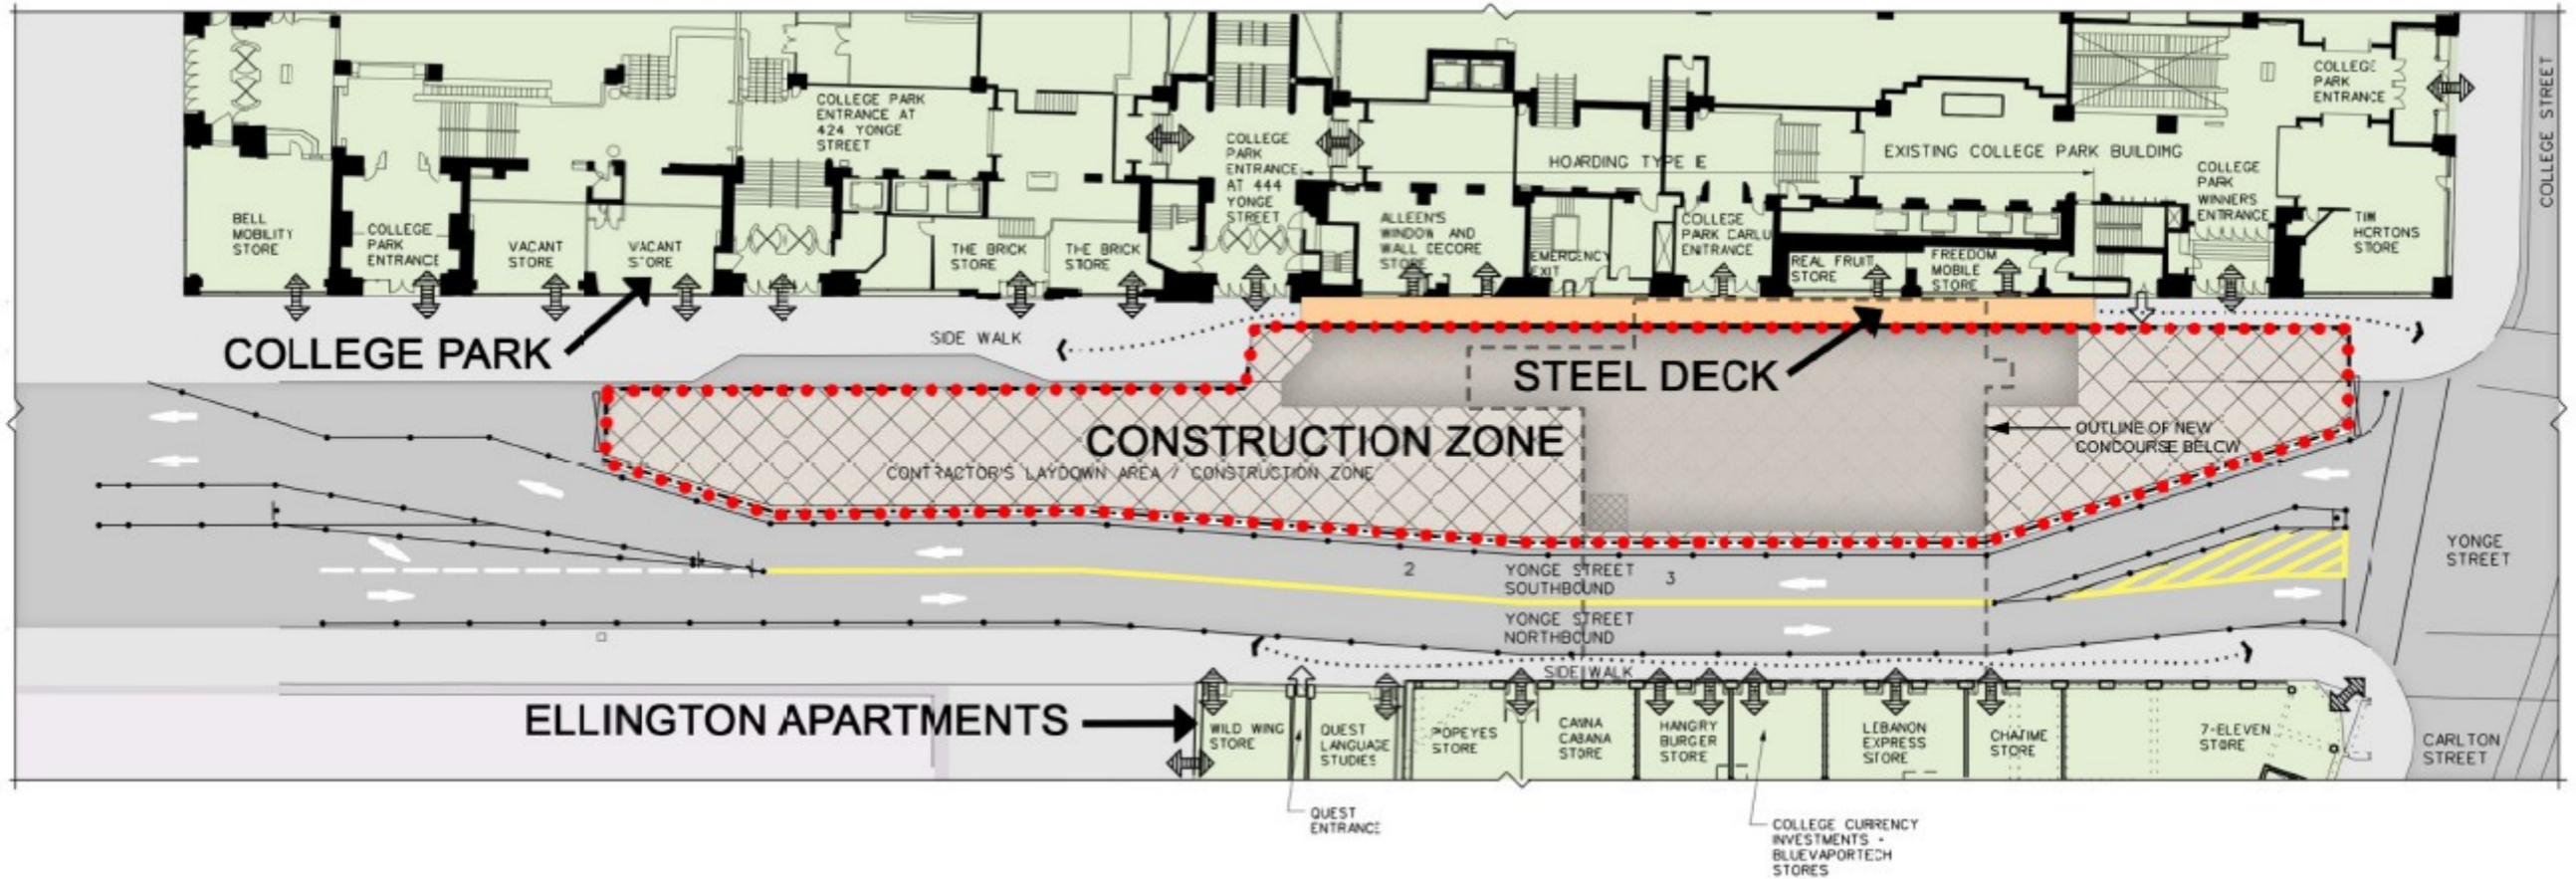 COLLEGE
PARK
ENTRANCE
COLLEGE STREET
COLLEGE PARK
ENTRANCE AT
424 YONGE
STREET
COLLEGE
PARK
ENTRANCE
AT 444
YONGE
STREET
HOARDING TYPE E
EXISTING COLLEGE PARK BUILDING
COLLEGE
PARK
WINNERS
ENTRANCE
BELL
MOBILITY
STORE
COLLEGE
PARK
ENTRANCE
VACANT
STORE
VACANT
STORE
THE BRICK
STORE
THE BRICK
STORE
ALLEEN'S
WINDOW AND
WALL DECORE
STORE
EMERGENCY
EXIT
COLLEGE
PARK CARLU
ENTRANCE
REAL FRUIT
STORE
FREEDOM
MOBILE
STORE
TIM
HORTONS
STORE
SIDE WALK
COLLEGE PARK
STEEL DECK
CONSTRUCTION ZONE
CONTRACTOR'S LAYDOWN AREA / CONSTRUCTION ZONE
OUTLINE OF NEW
CONCOURSE BELOW
2
YONGE STREET
SOUTHBOUND
3
YONGE STREET
NORTHBOUND
YONGE
STREET
SIDE WALK
ELLINGTON APARTMENTS
WILD WING
STORE
QUEST
LANGUAGE
STUDIES
POPEYES
STORE
CANNA
CABANA
STORE
HANGRY
BURGER
STORE
LEBANON
EXPRESS
STORE
CHATIME
STORE
7-ELEVEN
STORE
CARLTON
STREET
QUEST
ENTRANCE
COLLEGE CURRENCY
INVESTMENTS -
BLUEVAPORTECH
STORES